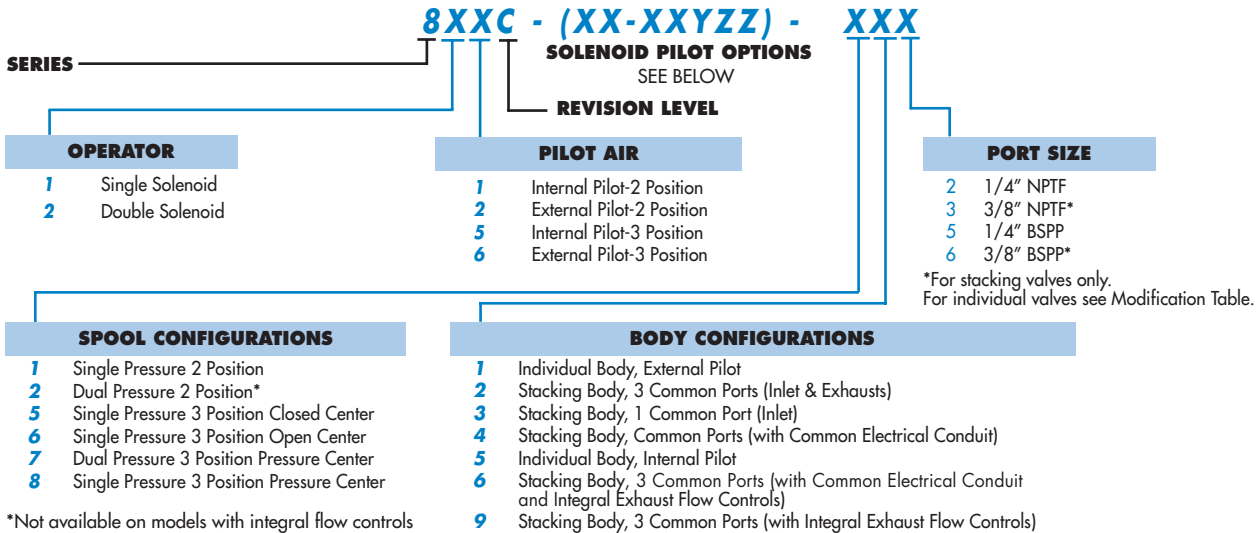 8XXC - (XX-XXYZZ) - XXX
SOLENOID PILOT OPTIONS
SEE BELOW
SERIES
REVISION LEVEL
OPERATOR
1 Single Solenoid
2 Double Solenoid
PILOT AIR
1 Internal Pilot-2 Position
2 External Pilot-2 Position
5 Internal Pilot-3 Position
6 External Pilot-3 Position
PORT SIZE
2 1/4" NPTF
3 3/8" NPTF*
5 1/4" BSPP
6 3/8" BSPP*
*For stacking valves only.
For individual valves see Modification Table.
SPOOL CONFIGURATIONS
1 Single Pressure 2 Position
2 Dual Pressure 2 Position*
5 Single Pressure 3 Position Closed Center
6 Single Pressure 3 Position Open Center
7 Dual Pressure 3 Position Pressure Center
8 Single Pressure 3 Position Pressure Center
*Not available on models with integral flow controls
BODY CONFIGURATIONS
1 Individual Body, External Pilot
2 Stacking Body, 3 Common Ports (Inlet & Exhausts)
3 Stacking Body, 1 Common Port (Inlet)
4 Stacking Body, Common Ports (with Common Electrical Conduit)
5 Individual Body, Internal Pilot
6 Stacking Body, 3 Common Ports (with Common Electrical Conduit
and Integral Exhaust Flow Controls)
9 Stacking Body, 3 Common Ports (with Integral Exhaust Flow Controls)